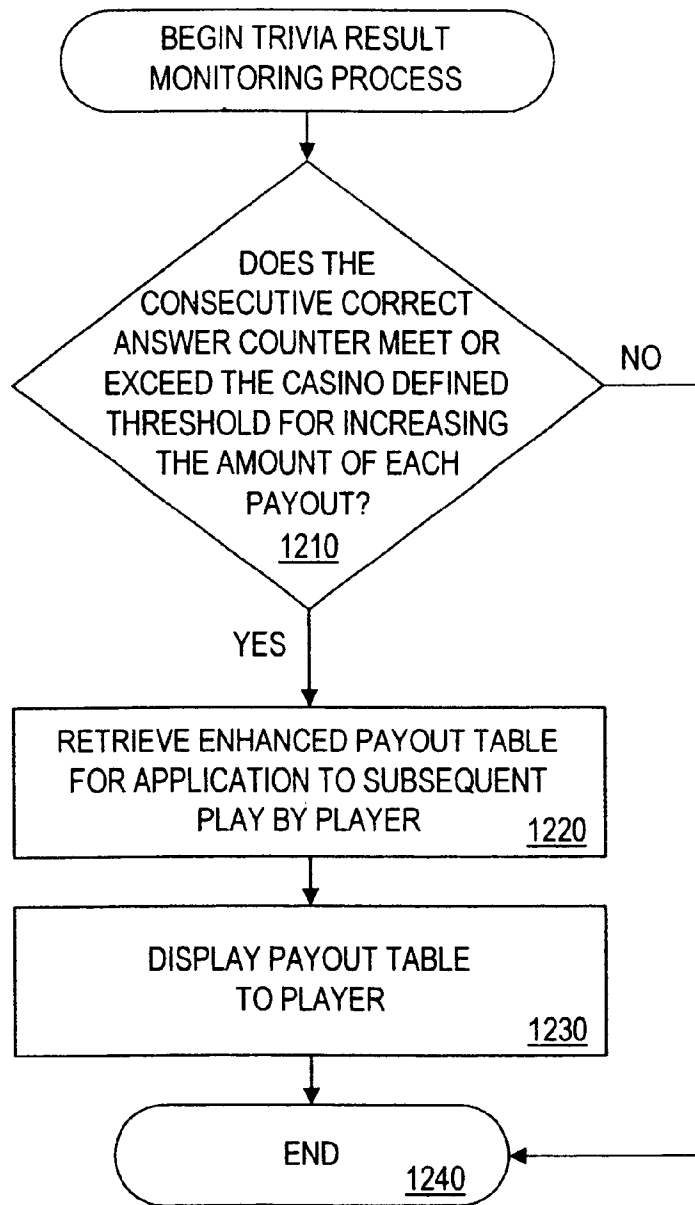 BEGIN TRIVIA RESULT
MONITORING PROCESS
DOES THE
CONSECUTIVE CORRECT
ANSWER COUNTER MEET OR
EXCEED THE CASINO DEFINED
THRESHOLD FOR INCREASING
THE AMOUNT OF EACH
PAYOUT?
1210
NO
YES
RETRIEVE ENHANCED PAYOUT TABLE
FOR APPLICATION TO SUBSEQUENT
PLAY BY PLAYER
1220
DISPLAY PAYOUT TABLE
TO PLAYER
1230
END
1240